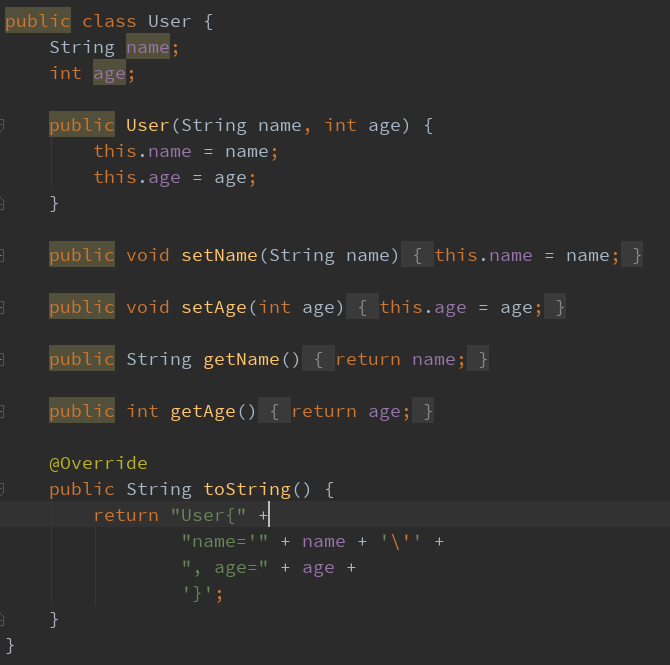 public class User {
    String name;
    int age;

    public User(String name, int age) {
        this.name = name;
        this.age = age;
    }

    public void setName(String name) { this.name = name; }

    public void setAge(int age) { this.age = age; }

    public String getName() { return name; }

    public int getAge() { return age; }

    @Override
    public String toString() {
        return "User{" +
                "name='" + name + '\'' +
                ", age=" + age +
                '}';
    }
}